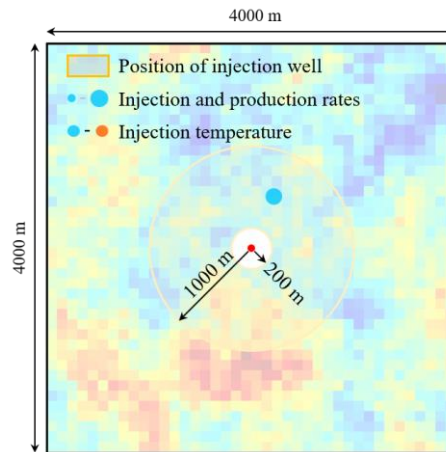 4000 m
4000 m
Position of injection well
Injection and production rates
Injection temperature
1000 m
200 m